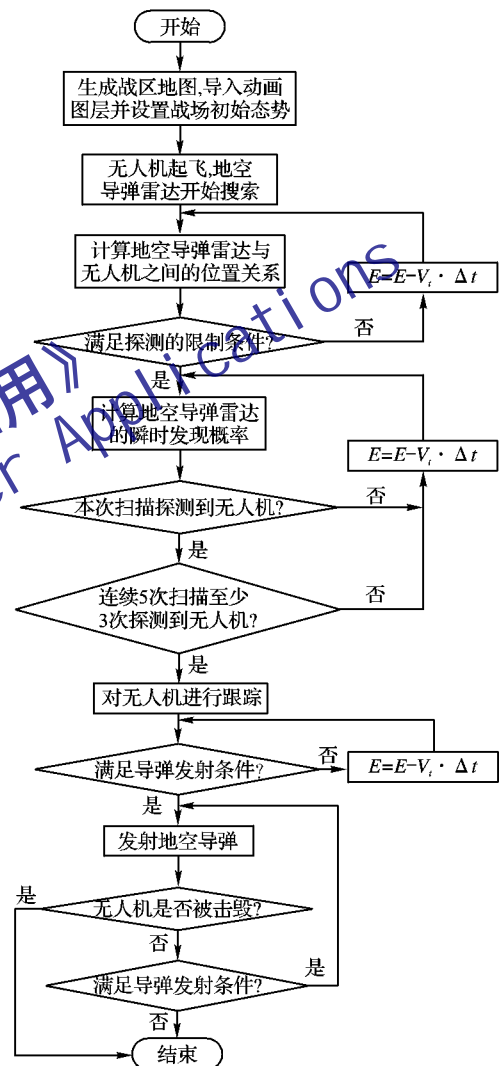 开始
生成战区地图,导入动画
图层并设置战场初始态势
无人机起飞,地空
导弹雷达开始搜索
计算地空导弹雷达与
无人机之间的位置关系
E=E-Vt· Δt
满足探测的限制条件?
否
是
用》
er Applications
计算地空导弹雷达
的瞬时发现概率
E=E-Vt· Δt
本次扫描探测到无人机?
否
是
连续5次扫描至少
3次探测到无人机?
否
是
对无人机进行跟踪
满足导弹发射条件?
否
E=E-Vt· Δt
是
发射地空导弹
无人机是否被击毁?
是
否
满足导弹发射条件?
是
否
结束